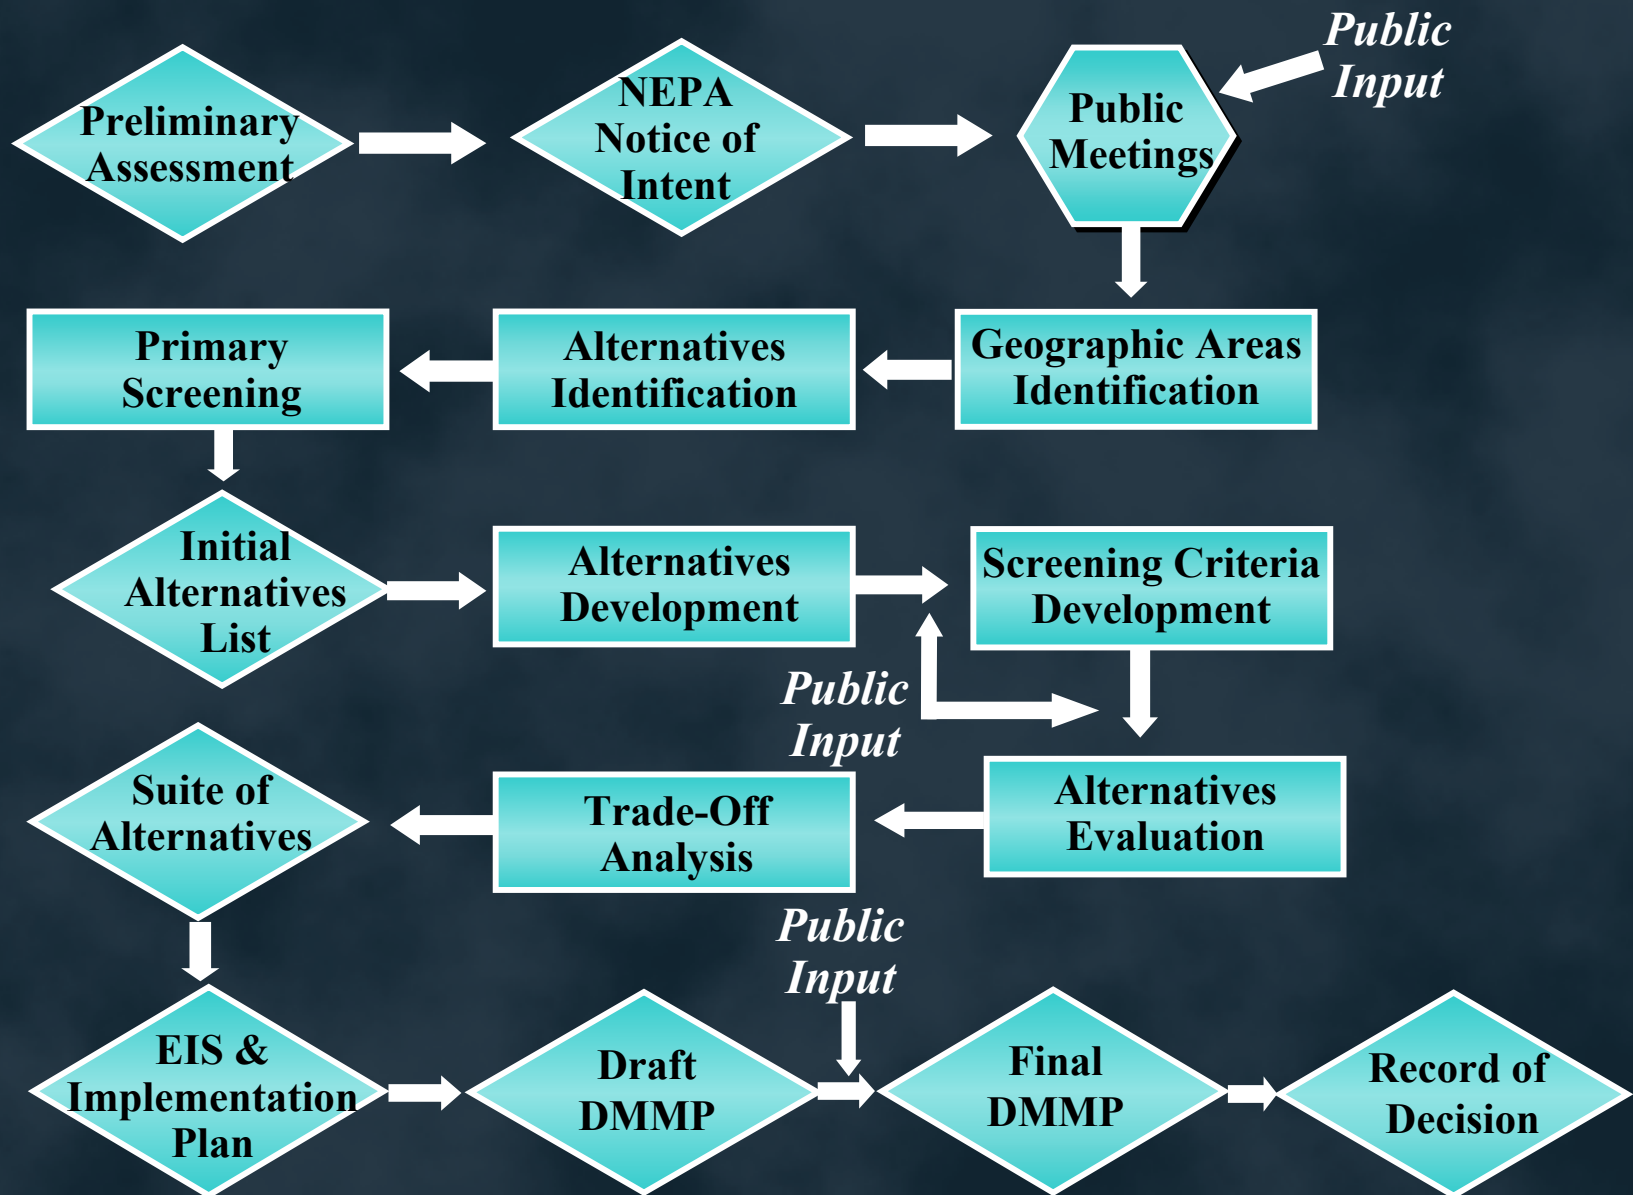 Preliminary
Assessment
NEPA
Notice of
Intent
Public
Meetings
Public
Input
Primary
Screening
Alternatives
Identification
Geographic Areas
Identification
Initial
Alternatives
List
Alternatives
Development
Screening Criteria
Development
Public
Input
Suite of
Alternatives
Trade-Off
Analysis
Alternatives
Evaluation
Public
Input
EIS &
Implementation
Plan
Draft
DMMP
Final
DMMP
Record of
Decision